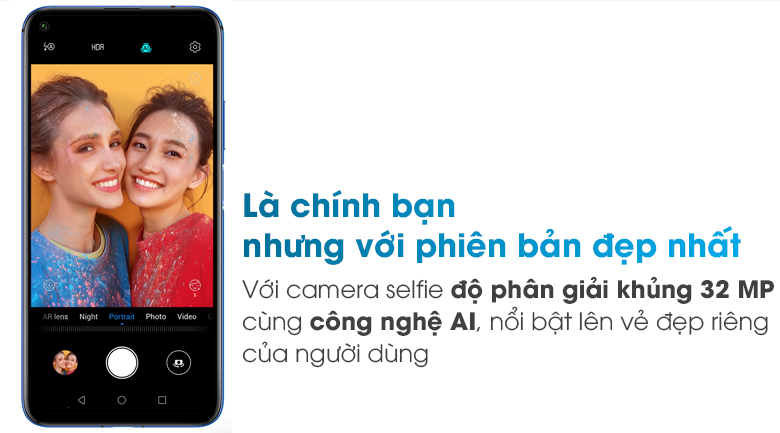 HDR
AI
AR lens Night Portrait Photo Video
6
Là chính bạn
nhưng với phiên bản đẹp nhất
Với camera selfie độ phân giải khủng 32 MP
cùng công nghệ AI, nổi bật lên vẻ đẹp riêng
của người dùng